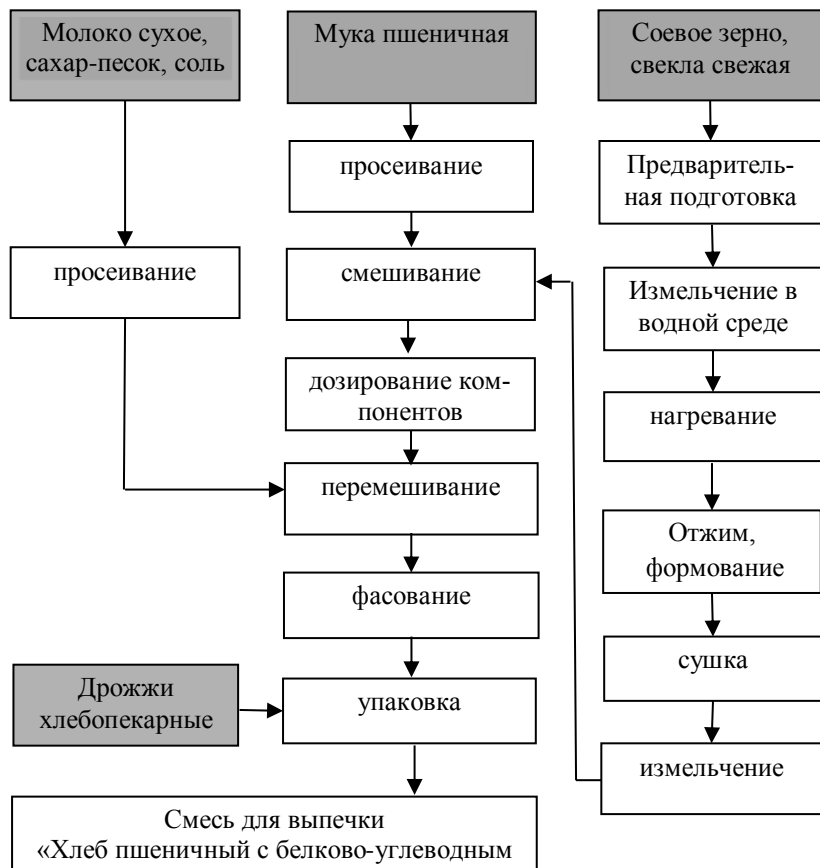 Молоко сухое,
сахар-песок, соль
Мука пшеничная
Соевое зерно,
свекла свежая
просеивание
Предваритель-
ная подготовка
просеивание
смешивание
Измельчение в
водной среде
дозирование ком-
понентов
нагревание
перемешивание
Отжим,
формование
фасование
сушка
Дрожжи
хлебопекарные
упаковка
измельчение
Смесь для выпечки
«Хлеб пшеничный с белково-углеводным